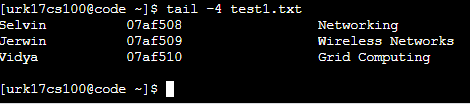 [urk17cs100@code ~]$ tail -4 test1.txt
Selvin 07af508 Networking
Jerwin 07af509 Wireless Networks
Vidya 07af510 Grid Computing
[urk17cs100@code ~]$